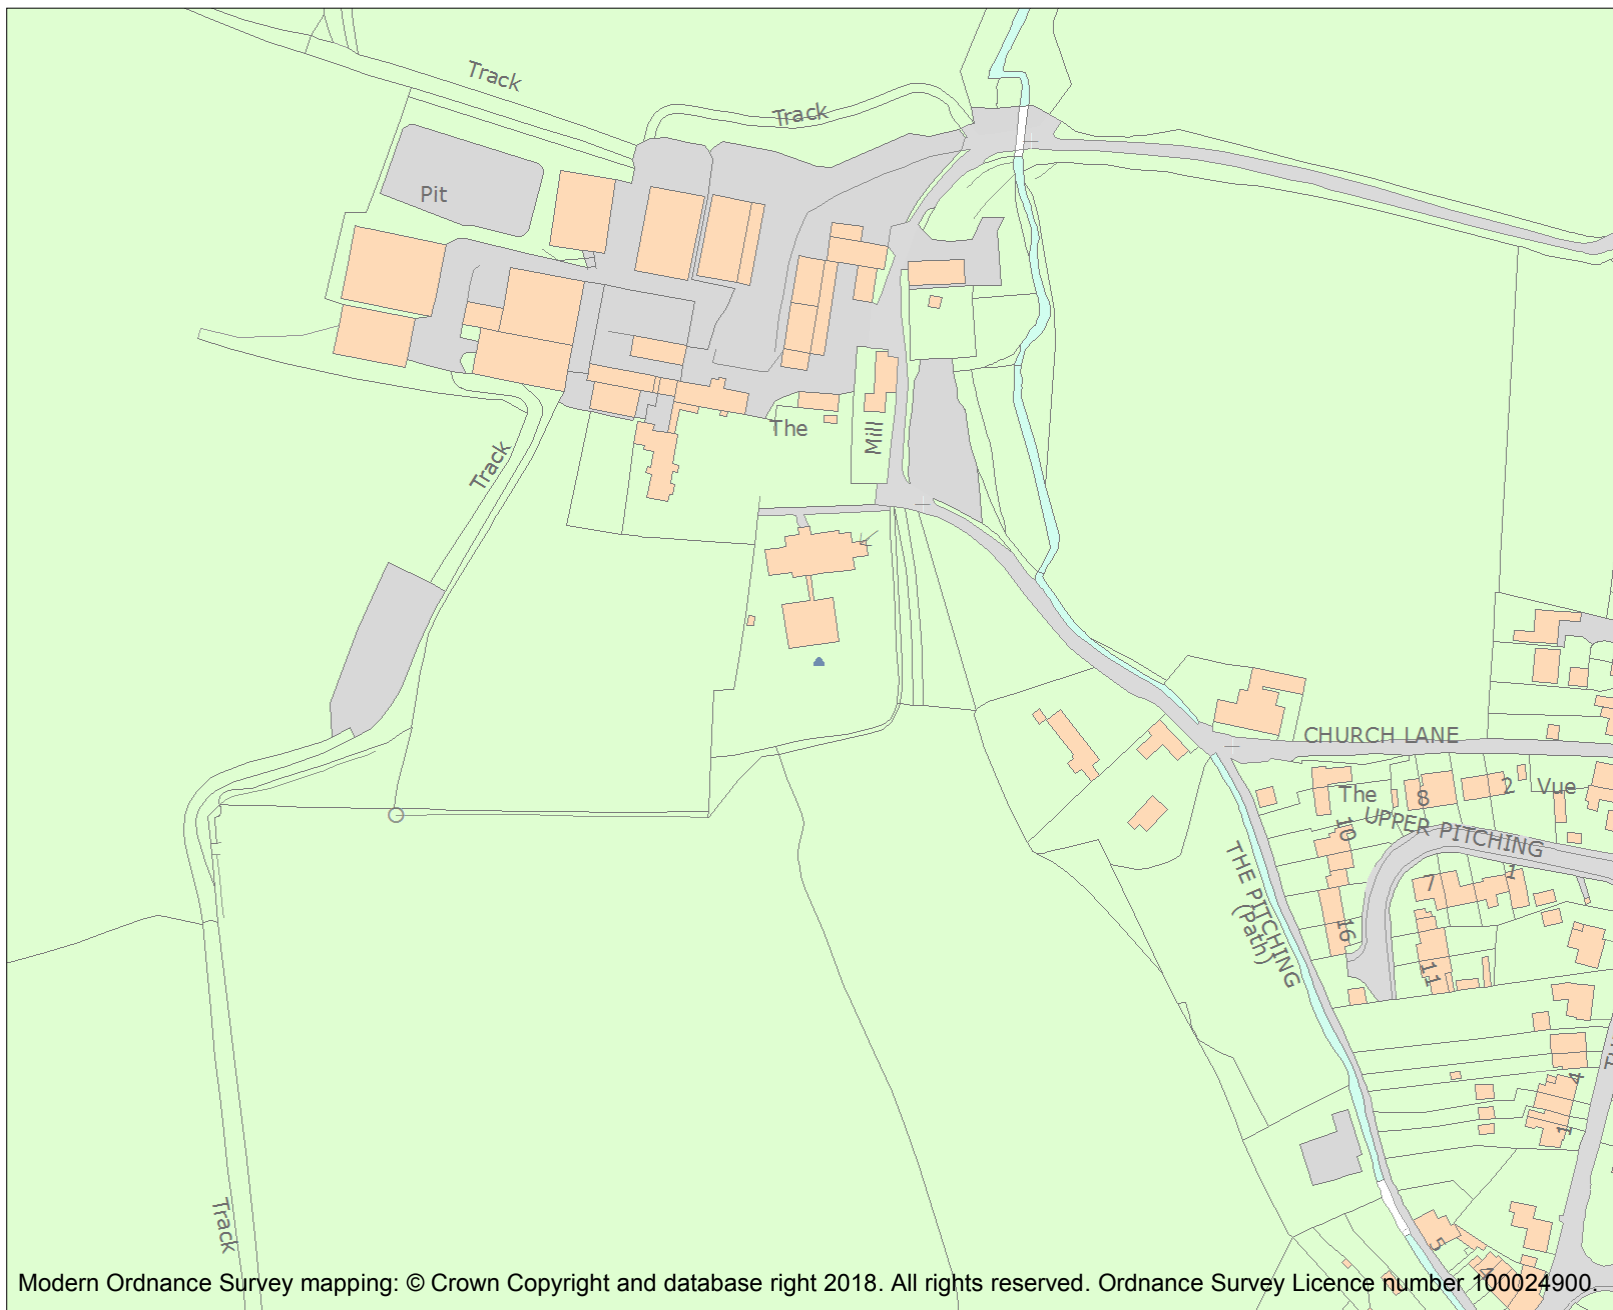 Track
Track
Pit
The
Mill
Track
CHURCH LANE
The
8
2
Vue
10
UPPER PITCHING
7
1
16
11
THE PITCHING
(Path)
4
1
Track
5
Modern Ordnance Survey mapping: © Crown Copyright and database right 2018. All rights reserved. Ordnance Survey Licence number 100024900.